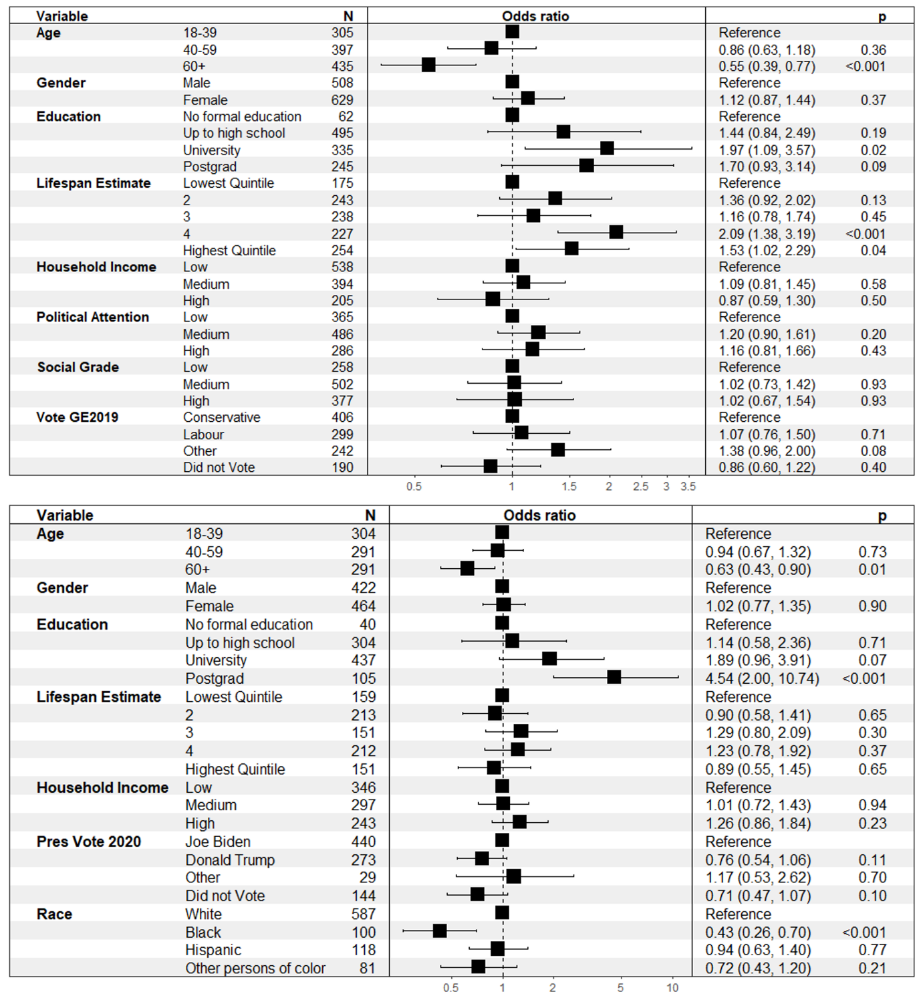 Variable N Odds ratio p
Age 18-39 305 Reference
40-59 397 0.86 (0.63, 1.18) 0.36
60+ 435 0.55 (0.39, 0.77) <0.001
Gender Male 508 Reference
Female 629 1.12 (0.87, 1.44) 0.37
Education No formal education 62 Reference
Up to high school 495 1.44 (0.84, 2.49) 0.19
University 335 1.97 (1.09, 3.57) 0.02
Postgrad 245 1.70 (0.93, 3.14) 0.09
Lifespan Estimate Lowest Quintile 175 Reference
2 243 1.36 (0.92, 2.02) 0.13
3 238 1.16 (0.78, 1.74) 0.45
4 227 2.09 (1.38, 3.19) <0.001
Highest Quintile 254 1.53 (1.02, 2.29) 0.04
Household Income Low 538 Reference
Medium 394 1.09 (0.81, 1.45) 0.58
High 205 0.87 (0.59, 1.30) 0.50
Political Attention Low 365 Reference
Medium 486 1.20 (0.90, 1.61) 0.20
High 286 1.16 (0.81, 1.66) 0.43
Social Grade Low 258 Reference
Medium 502 1.02 (0.73, 1.42) 0.93
High 377 1.02 (0.67, 1.54) 0.93
Vote GE2019 Conservative 406 Reference
Labour 299 1.07 (0.76, 1.50) 0.71
Other 242 1.38 (0.96, 2.00) 0.08
Did not Vote 190 0.86 (0.60, 1.22) 0.40
0.5 1 1.5 2 2.5 3 3.5
Variable N Odds ratio p
Age 18-39 304 Reference
40-59 291 0.94 (0.67, 1.32) 0.73
60+ 291 0.63 (0.43, 0.90) 0.01
Gender Male 422 Reference
Female 464 1.02 (0.77, 1.35) 0.90
Education No formal education 40 Reference
Up to high school 304 1.14 (0.58, 2.36) 0.71
University 437 1.89 (0.96, 3.91) 0.07
Postgrad 105 4.54 (2.00, 10.74) <0.001
Lifespan Estimate Lowest Quintile 159 Reference
2 213 0.90 (0.58, 1.41) 0.65
3 151 1.29 (0.80, 2.09) 0.30
4 212 1.23 (0.78, 1.92) 0.37
Highest Quintile 151 0.89 (0.55, 1.45) 0.65
Household Income Low 346 Reference
Medium 297 1.01 (0.72, 1.43) 0.94
High 243 1.26 (0.86, 1.84) 0.23
Pres Vote 2020 Joe Biden 440 Reference
Donald Trump 273 0.76 (0.54, 1.06) 0.11
Other 29 1.17 (0.53, 2.62) 0.70
Did not Vote 144 0.71 (0.47, 1.07) 0.10
Race White 587 Reference
Black 100 0.43 (0.26, 0.70) <0.001
Hispanic 118 0.94 (0.63, 1.40) 0.77
Other persons of color 81 0.72 (0.43, 1.20) 0.21
0.5 1 2 5 10